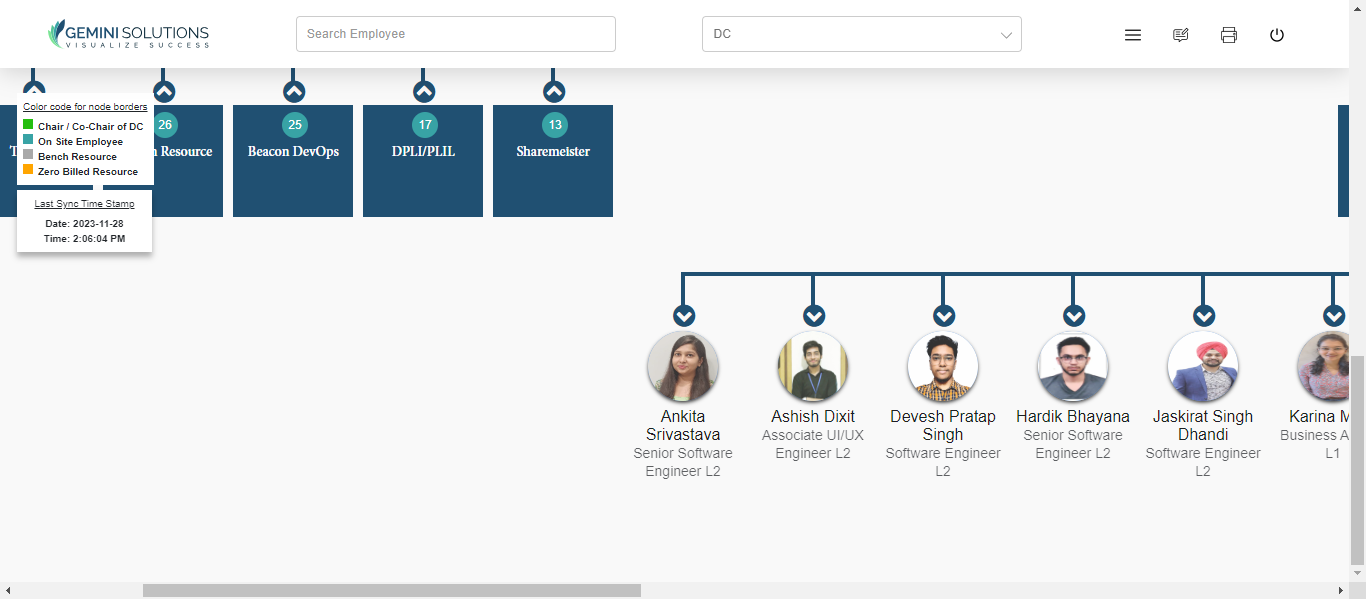 GEMINI SOLUTIONS
VISUALIZE SUCCESS
Search Employee
DC
Color code for node borders
Chair / Co-Chair of DC
On Site Employee
Bench Resource
Zero Billed Resource
Last Sync Time Stamp
Date: 2023-11-28
Time: 2:06:04 PM
26
Resource
25
Beacon DevOps
17
DPLI/PLIL
13
Sharemeister
Ankita
Srivastava
Senior Software
Engineer L2
Ashish Dixit
Associate UI/UX
Engineer L2
Devesh Pratap
Singh
Software Engineer
L2
Hardik Bhayana
Senior Software
Engineer L2
Jaskirat Singh
Dhandi
Software Engineer
L2
Karina M
Business A
L1